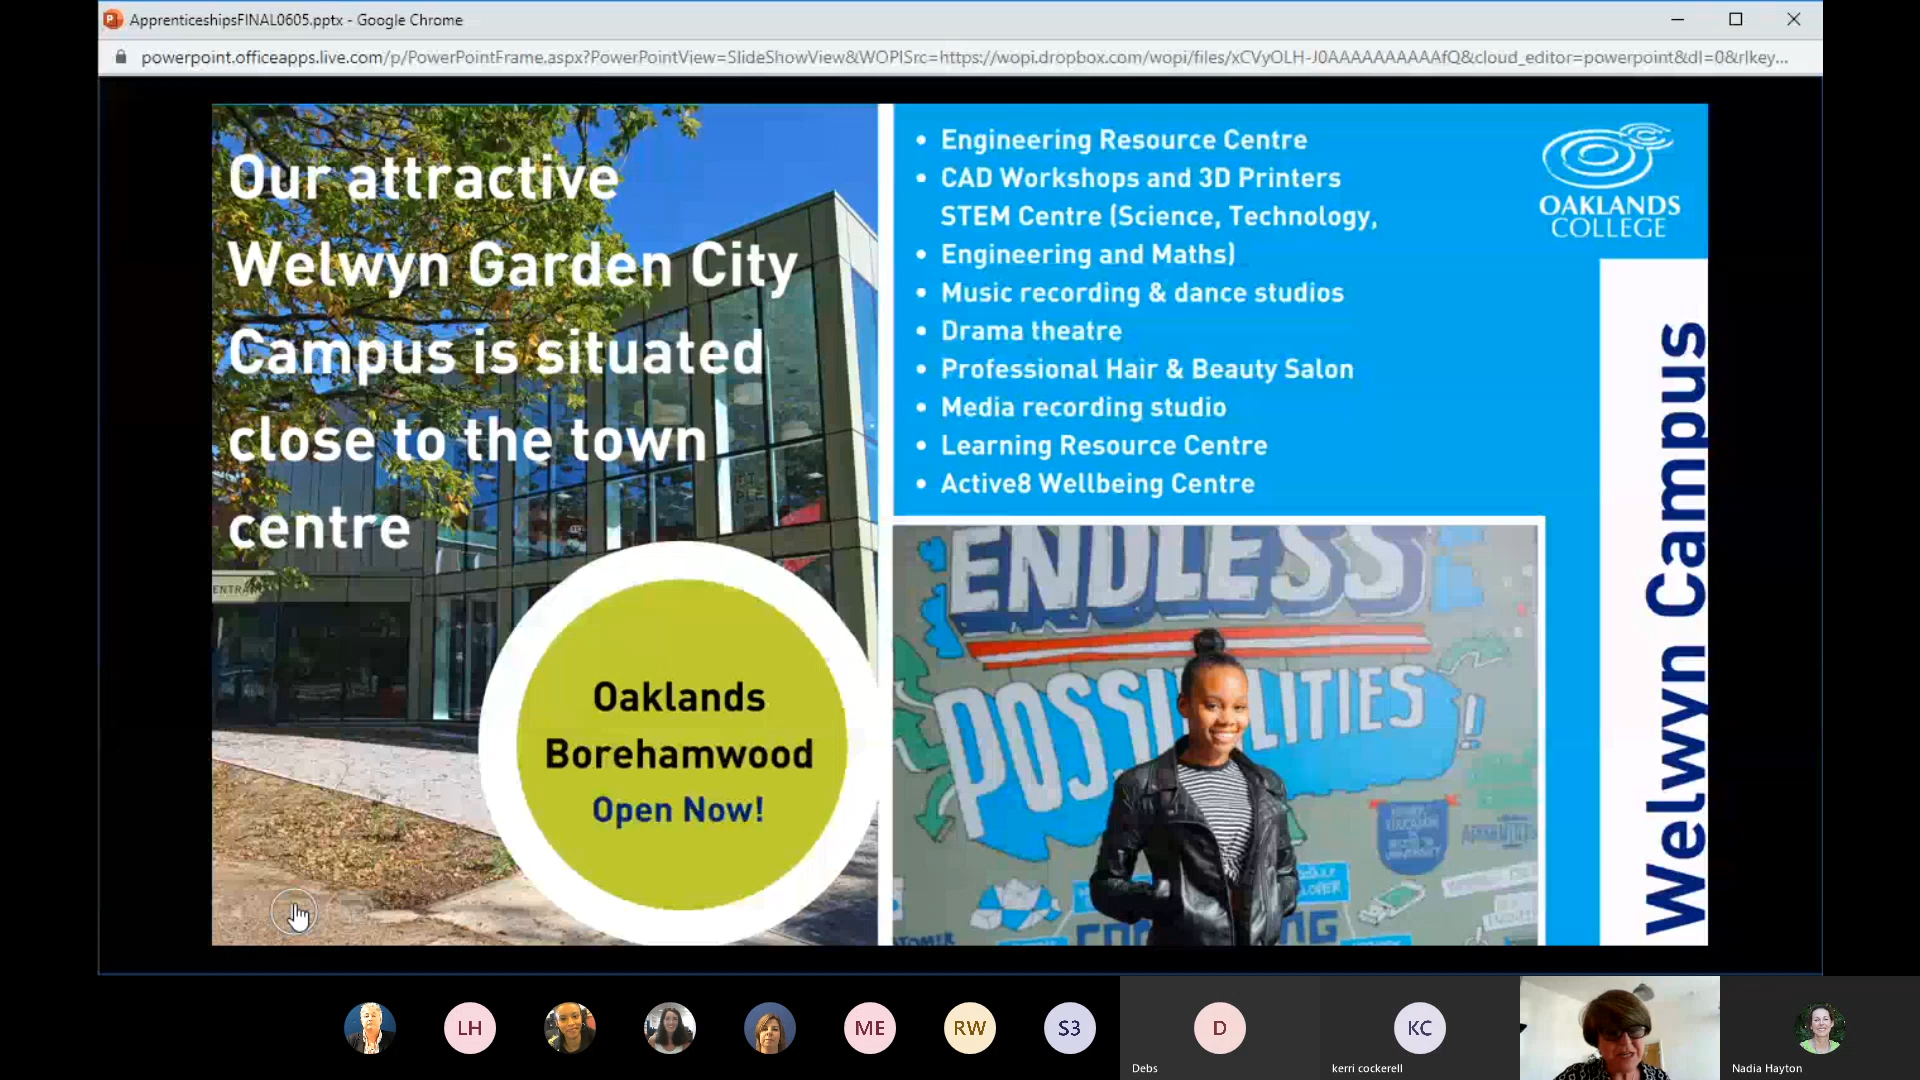 ApprenticeshipsFINAL0605.pptx - Google Chrome
powerpoint.officeapps.live.com/p/PowerPointFrame.aspx?PowerPointView=SlideShowView&WOPISrc=https://wopi.dropbox.com/wopi/files/xCVyOLH-J0AAAAAAAAAAfQ&cloud_editor=powerpoint&dl=0&rlkey...
Our attractive
Welwyn Garden City
Campus is situated
close to the town
centre
Oaklands
Borehamwood
Open Now!
• Engineering Resource Centre
• CAD Workshops and 3D Printers
STEM Centre (Science, Technology,
• Engineering and Maths)
• Music recording & dance studios
• Drama theatre
• Professional Hair & Beauty Salon
• Media recording studio
• Learning Resource Centre
• Active8 Wellbeing Centre
OAKLANDS
COLLEGE
Welwyn Campus
ENDLESS
LH
ME
RW
S3
D
KC
Debs
kerri cockerell
Nadia Hayton